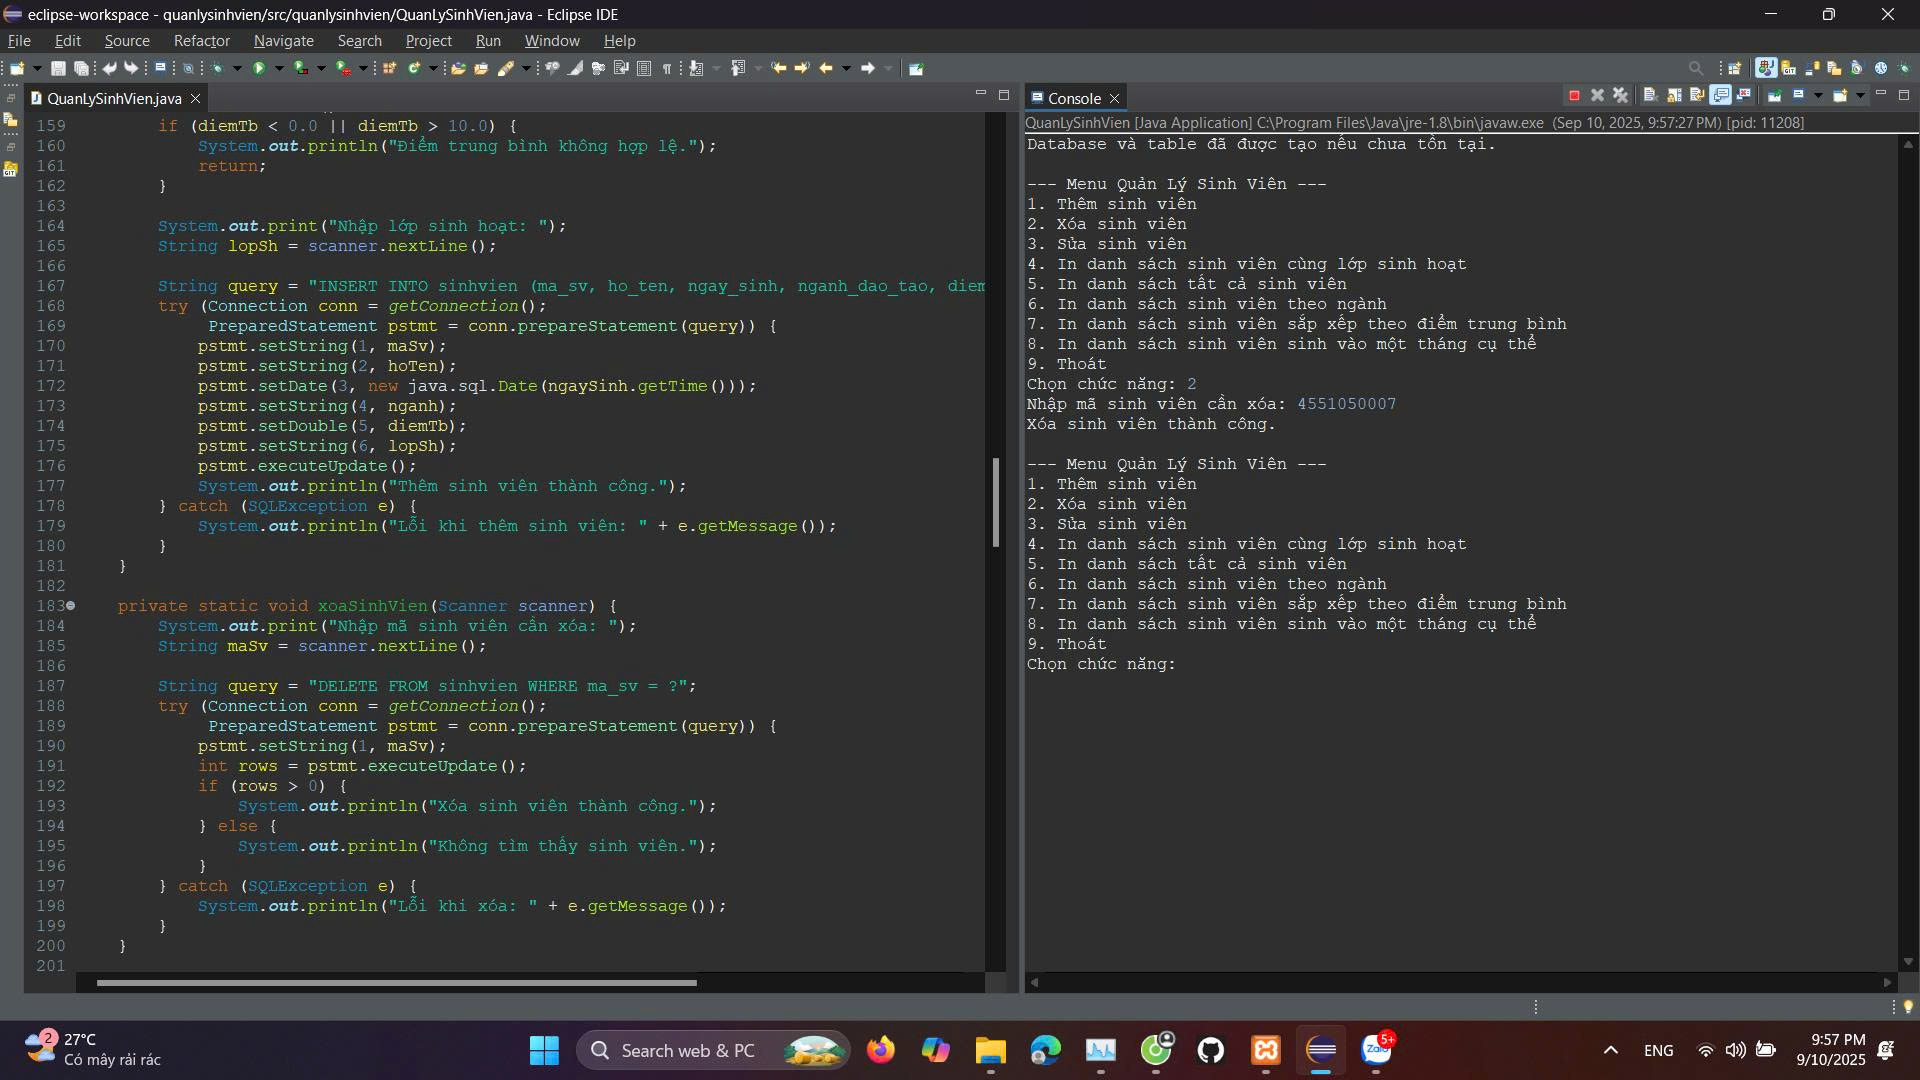 eclipse-workspace - quanlysinhvien/src/quanlysinhvien/QuanLySinhVien.java - Eclipse IDE
File Edit Source Refactor Navigate Search Project Run Window Help
QuanLySinhVien.java
159 if (diemTb < 0.0 || diemTb > 10.0) {
160 System.out.println("Điểm trung bình không hợp lệ.");
161 return;
162 }
163
164 System.out.print("Nhập lớp sinh hoạt: ");
165 String lopSh = scanner.nextLine();
166
167 String query = "INSERT INTO sinhvien (ma_sv, ho_ten, ngay_sinh, nganh_dao_tao, diem
168 try (Connection conn = getConnection();
169 PreparedStatement pstmt = conn.prepareStatement(query)) {
170 pstmt.setString(1, maSv);
171 pstmt.setString(2, hoTen);
172 pstmt.setDate(3, new java.sql.Date(ngaySinh.getTime()));
173 pstmt.setString(4, nganh);
174 pstmt.setDouble(5, diemTb);
175 pstmt.setString(6, lopSh);
176 pstmt.executeUpdate();
177 System.out.println("Thêm sinh viên thành công.");
178 } catch (SQLException e) {
179 System.out.println("Lỗi khi thêm sinh viên: " + e.getMessage());
180 }
181 }
182
183 private static void xoaSinhVien(Scanner scanner) {
184 System.out.print("Nhập mã sinh viên cần xóa: ");
185 String maSv = scanner.nextLine();
186
187 String query = "DELETE FROM sinhvien WHERE ma_sv = ?";
188 try (Connection conn = getConnection();
189 PreparedStatement pstmt = conn.prepareStatement(query)) {
190 pstmt.setString(1, maSv);
191 int rows = pstmt.executeUpdate();
192 if (rows > 0) {
193 System.out.println("Xóa sinh viên thành công.");
194 } else {
195 System.out.println("Không tìm thấy sinh viên.");
196 }
197 } catch (SQLException e) {
198 System.out.println("Lỗi khi xóa: " + e.getMessage());
199 }
200 }
201
Console
QuanLySinhVien [Java Application] C:\Program Files\Java\jre-1.8\bin\javaw.exe (Sep 10, 2025, 9:57:27 PM) [pid: 11208]
Database và table đã được tạo nếu chưa tồn tại.
--- Menu Quản Lý Sinh Viên ---
1. Thêm sinh viên
2. Xóa sinh viên
3. Sửa sinh viên
4. In danh sách sinh viên cùng lớp sinh hoạt
5. In danh sách tất cả sinh viên
6. In danh sách sinh viên theo ngành
7. In danh sách sinh viên sắp xếp theo điểm trung bình
8. In danh sách sinh viên sinh vào một tháng cụ thể
9. Thoát
Chọn chức năng: 2
Nhập mã sinh viên cần xóa: 4551050007
Xóa sinh viên thành công.
--- Menu Quản Lý Sinh Viên ---
1. Thêm sinh viên
2. Xóa sinh viên
3. Sửa sinh viên
4. In danh sách sinh viên cùng lớp sinh hoạt
5. In danh sách tất cả sinh viên
6. In danh sách sinh viên theo ngành
7. In danh sách sinh viên sắp xếp theo điểm trung bình
8. In danh sách sinh viên sinh vào một tháng cụ thể
9. Thoát
Chọn chức năng:
2
27°C
Có mây rải rác
Search web & PC
Zalo
5+
ENG
9:57 PM
9/10/2025